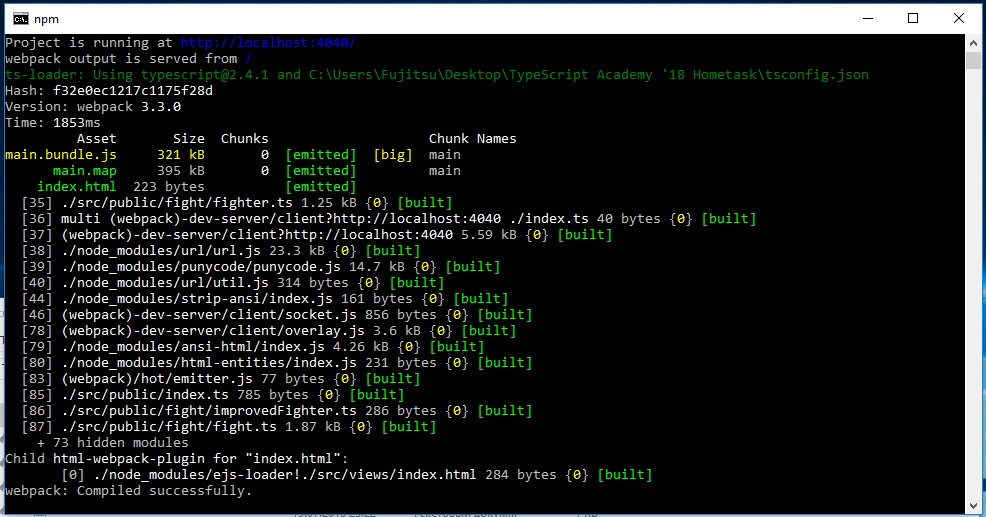 npm
Project is running at http://localhost:4040/
webpack output is served from /
ts-loader: Using typescript@2.4.1 and C:\Users\Fujitsu\Desktop\TypeScript Academy '18 Hometask\tsconfig.json
Hash: f32e0ec1217c1175f28d
Version: webpack 3.3.0
Time: 1853ms
Asset Size Chunks Chunk Names
main.bundle.js 321 kB 0 [emitted] [big] main
main.map 395 kB 0 [emitted] main
index.html 223 bytes [emitted]
[35] ./src/public/fight/fighter.ts 1.25 kB {0} [built]
[36] multi (webpack)-dev-server/client?http://localhost:4040 ./index.ts 40 bytes {0} [built]
[37] (webpack)-dev-server/client?http://localhost:4040 5.59 kB {0} [built]
[38] ./node_modules/url/url.js 23.3 kB {0} [built]
[39] ./node_modules/punycode/punycode.js 14.7 kB {0} [built]
[40] ./node_modules/url/util.js 314 bytes {0} [built]
[44] ./node_modules/strip-ansi/index.js 161 bytes {0} [built]
[46] (webpack)-dev-server/client/socket.js 856 bytes {0} [built]
[78] (webpack)-dev-server/client/overlay.js 3.6 kB {0} [built]
[79] ./node_modules/ansi-html/index.js 4.26 kB {0} [built]
[80] ./node_modules/html-entities/index.js 231 bytes {0} [built]
[83] (webpack)/hot/emitter.js 77 bytes {0} [built]
[85] ./src/public/index.ts 785 bytes {0} [built]
[86] ./src/public/fight/improvedFighter.ts 286 bytes {0} [built]
[87] ./src/public/fight/fight.ts 1.87 kB {0} [built]
+ 73 hidden modules
Child html-webpack-plugin for "index.html":
[0] ./node_modules/ejs-loader!./src/views/index.html 284 bytes {0} [built]
webpack: Compiled successfully.